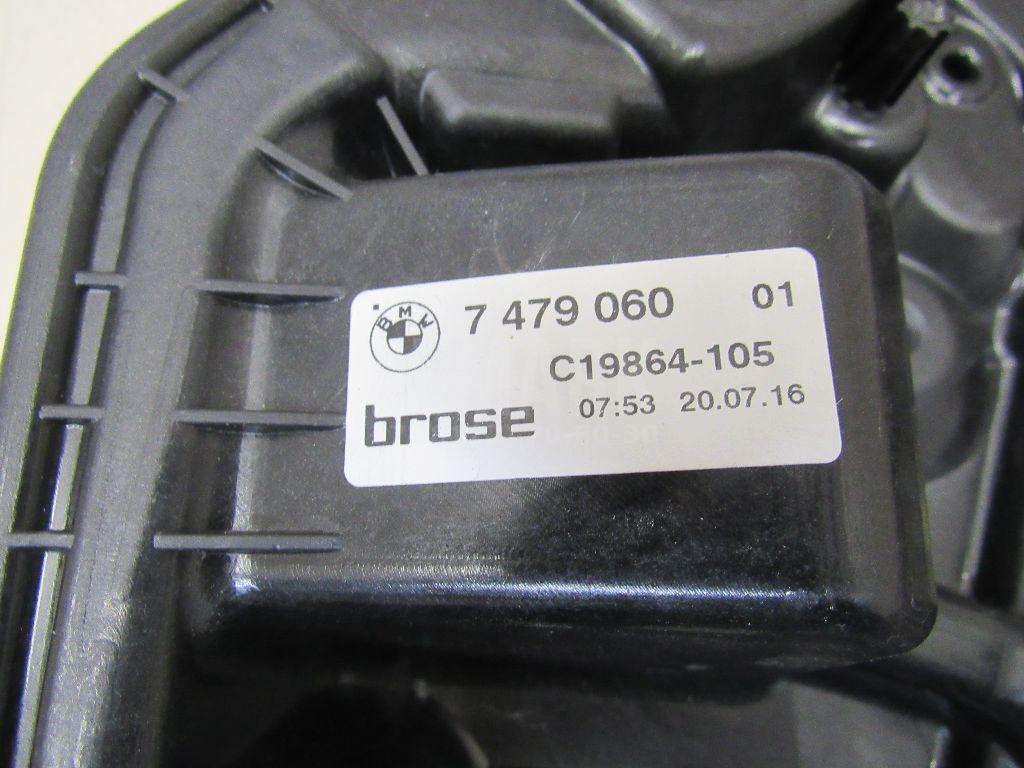 BMW 7 479 060 01
C19864-105
brose 07:53 20.07.16